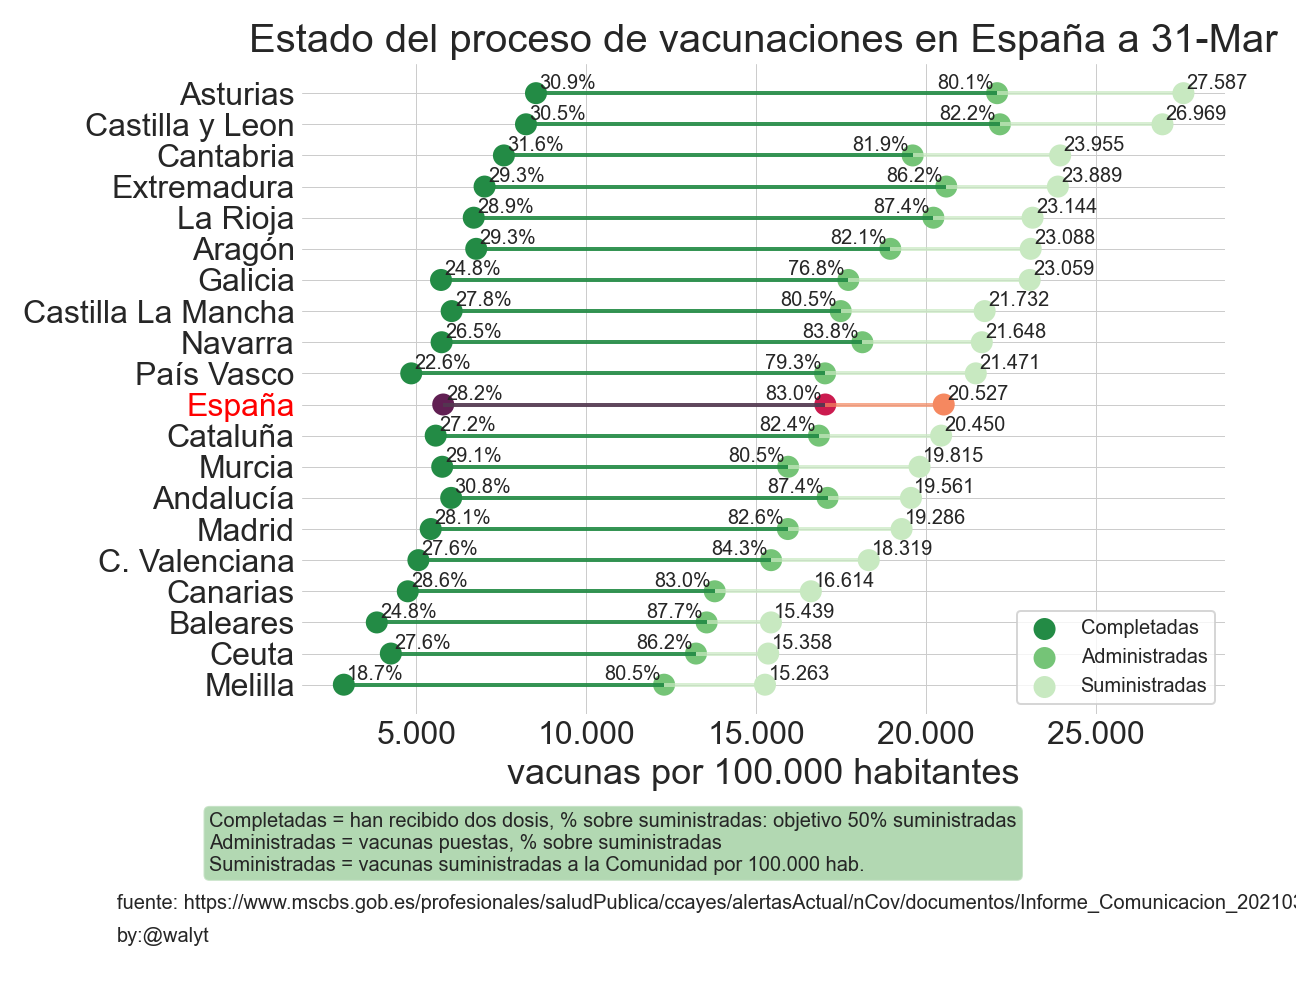 Estado del proceso de vacunaciones en España a 31-Mar
Asturias 30.9% 80.1% 27.587
Castilla y Leon 30.5% 82.2% 26.969
Cantabria 31.6% 81.9% 23.955
Extremadura 29.3% 86.2% 23.889
La Rioja 28.9% 87.4% 23.144
Aragón 29.3% 82.1% 23.088
Galicia 24.8% 76.8% 23.059
Castilla La Mancha 27.8% 80.5% 21.732
Navarra 26.5% 83.8% 21.648
País Vasco 22.6% 79.3% 21.471
España 28.2% 83.0% 20.527
Cataluña 27.2% 82.4% 20.450
Murcia 29.1% 80.5% 19.815
Andalucía 30.8% 87.4% 19.561
Madrid 28.1% 82.6% 19.286
C. Valenciana 27.6% 84.3% 18.319
Canarias 28.6% 83.0% 16.614
Baleares 24.8% 87.7% 15.439
Ceuta 27.6% 86.2% 15.358
Melilla 18.7% 80.5% 15.263
Completadas
Administradas
Suministradas
5.000 10.000 15.000 20.000 25.000
vacunas por 100.000 habitantes
Completadas = han recibido dos dosis, % sobre suministradas: objetivo 50% suministradas
Administradas = vacunas puestas, % sobre suministradas
Suministradas = vacunas suministradas a la Comunidad por 100.000 hab.
fuente: https://www.mscbs.gob.es/profesionales/saludPublica/ccayes/alertasActual/nCov/documentos/Informe_Comunicacion_202103
by:@walyt